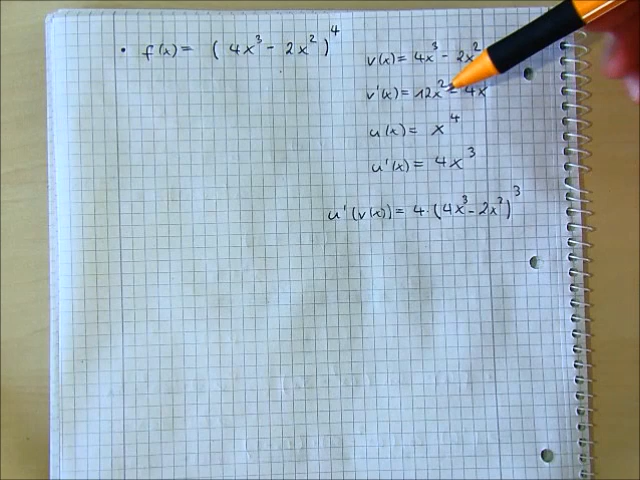 • f(x) = (4x³ - 2x²)⁴
v(x) = 4x³ - 2x²
v'(x) = 12x² - 4x
u(x) = x⁴
u'(x) = 4x³
u'(v(x)) = 4·(4x³ - 2x²)³